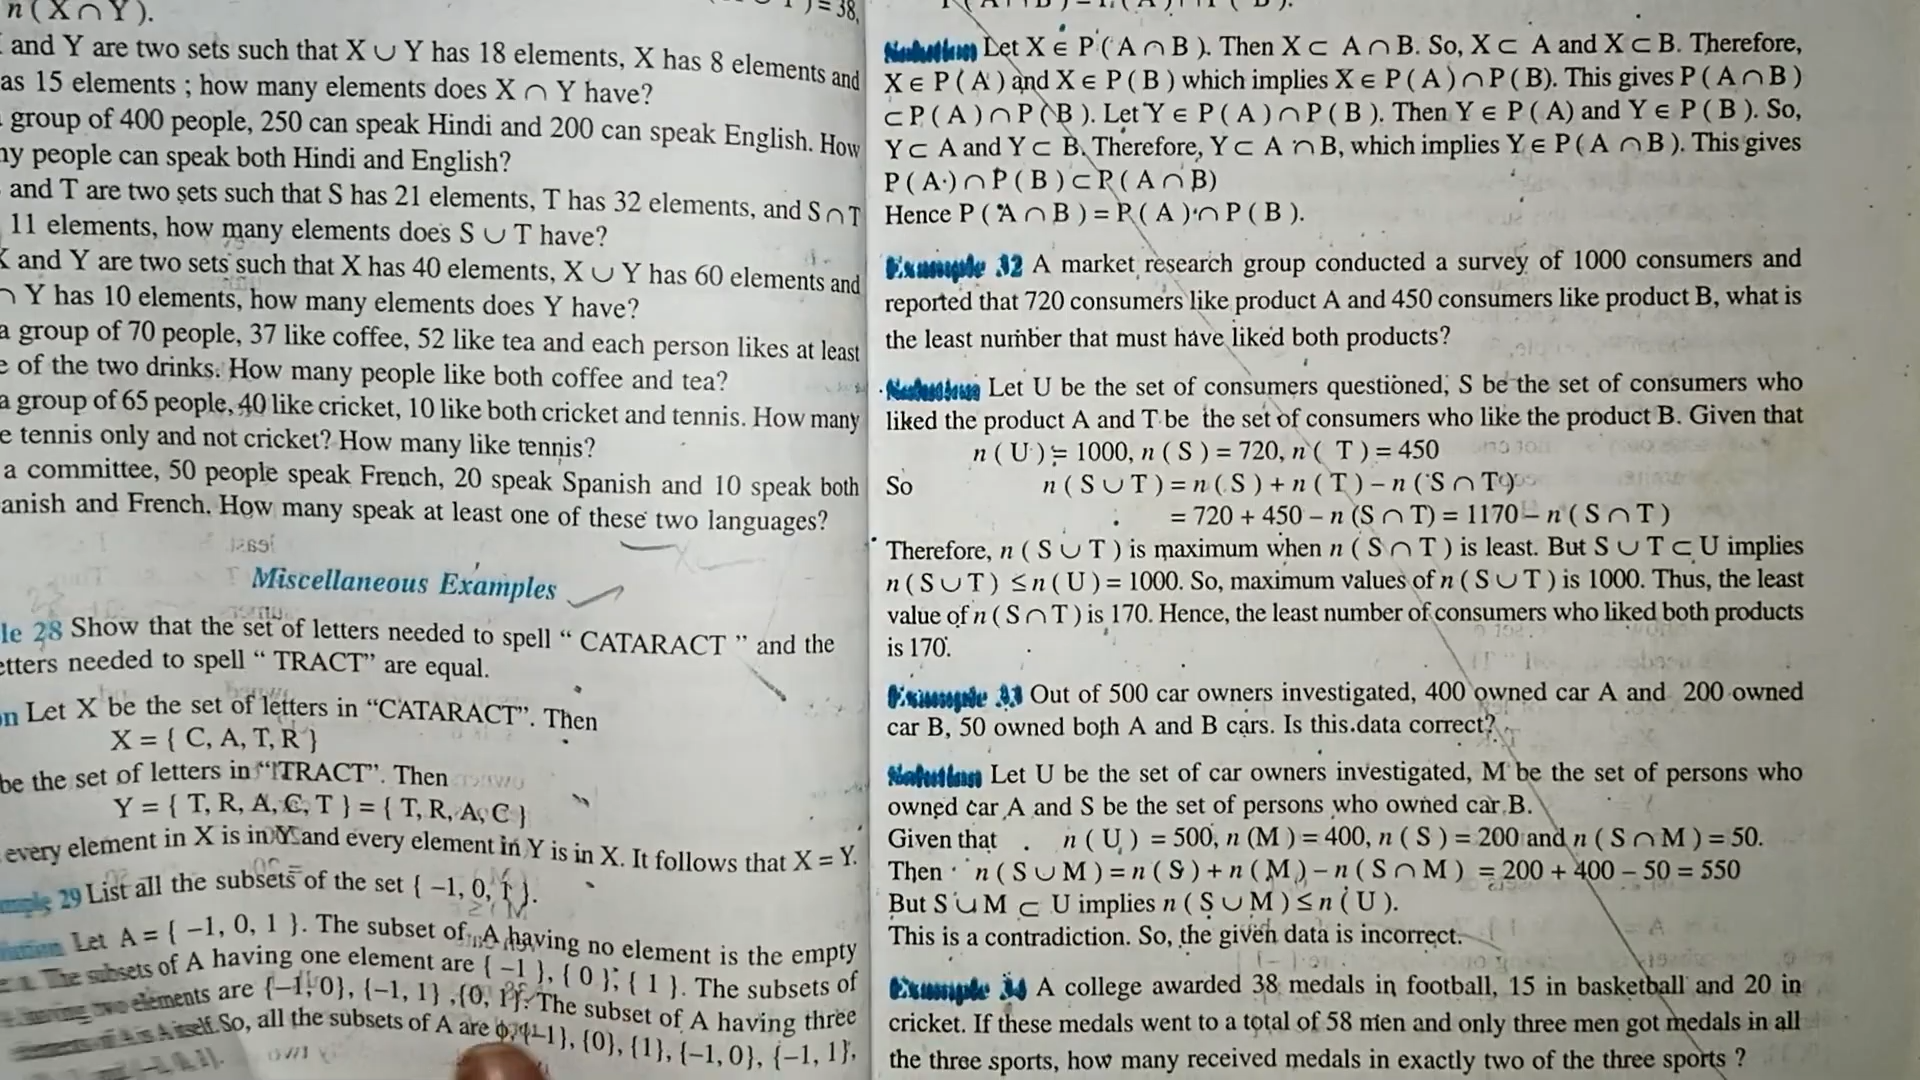 n ( X ∩ Y ).
and Y are two sets such that X ∪ Y has 18 elements, X has 8 elements and
as 15 elements ; how many elements does X ∩ Y have?
group of 400 people, 250 can speak Hindi and 200 can speak English. How
ny people can speak both Hindi and English?
and T are two sets such that S has 21 elements, T has 32 elements, and S ∩ T
11 elements, how many elements does S ∪ T have?
X and Y are two sets such that X has 40 elements, X ∪ Y has 60 elements and
∩ Y has 10 elements, how many elements does Y have?
a group of 70 people, 37 like coffee, 52 like tea and each person likes at least
e of the two drinks. How many people like both coffee and tea?
a group of 65 people, 40 like cricket, 10 like both cricket and tennis. How many
e tennis only and not cricket? How many like tennis?
a committee, 50 people speak French, 20 speak Spanish and 10 speak both
anish and French. How many speak at least one of these two languages?
Miscellaneous Examples
le 28 Show that the set of letters needed to spell “ CATARACT ” and the
etters needed to spell “ TRACT” are equal.
on Let X be the set of letters in “CATARACT”. Then
X = { C, A, T, R }
be the set of letters in “ TRACT”. Then
Y = { T, R, A, C, T } = { T, R, A, C }
every element in X is in Y and every element in Y is in X. It follows that X = Y.
29 List all the subsets of the set { –1, 0, 1 }.
Let A = { –1, 0, 1 }. The subset of A having no element is the empty
The subsets of A having one element are { –1 }, { 0 }, { 1 }. The subsets of
elements are {–1, 0}, {–1, 1} ,{0, 1}. The subset of A having three
of A is A itself. So, all the subsets of A are ϕ, {–1}, {0}, {1}, {–1, 0}, {–1, 1},
Solution Let X ∈ P ( A ∩ B ). Then X ⊂ A ∩ B. So, X ⊂ A and X ⊂ B. Therefore,
X ∈ P ( A ) and X ∈ P ( B ) which implies X ∈ P ( A ) ∩ P ( B). This gives P ( A ∩ B )
⊂ P ( A ) ∩ P ( B ). Let Y ∈ P ( A ) ∩ P ( B ). Then Y ∈ P ( A) and Y ∈ P ( B ). So,
Y ⊂ A and Y ⊂ B. Therefore, Y ⊂ A ∩ B, which implies Y ∈ P ( A ∩ B ). This gives
P ( A ) ∩ P ( B ) ⊂ P ( A ∩ B)
Hence P ( A ∩ B ) = P ( A ) ∩ P ( B ).
Example 32 A market research group conducted a survey of 1000 consumers and
reported that 720 consumers like product A and 450 consumers like product B, what is
the least number that must have liked both products?
Solution Let U be the set of consumers questioned, S be the set of consumers who
liked the product A and T be the set of consumers who like the product B. Given that
n ( U ) = 1000, n ( S ) = 720, n ( T ) = 450
So n ( S ∪ T ) = n ( S ) + n ( T ) – n ( S ∩ T )
= 720 + 450 – n (S ∩ T) = 1170 – n ( S ∩ T )
Therefore, n ( S ∪ T ) is maximum when n ( S ∩ T ) is least. But S ∪ T ⊂ U implies
n ( S ∪ T ) ≤ n ( U ) = 1000. So, maximum values of n ( S ∪ T ) is 1000. Thus, the least
value of n ( S ∩ T ) is 170. Hence, the least number of consumers who liked both products
is 170.
Example 33 Out of 500 car owners investigated, 400 owned car A and 200 owned
car B, 50 owned both A and B cars. Is this data correct?
Solution Let U be the set of car owners investigated, M be the set of persons who
owned car A and S be the set of persons who owned car B.
Given that n ( U ) = 500, n (M ) = 400, n ( S ) = 200 and n ( S ∩ M ) = 50.
Then n ( S ∪ M ) = n ( S ) + n ( M ) – n ( S ∩ M ) = 200 + 400 – 50 = 550
But S ∪ M ⊂ U implies n ( S ∪ M ) ≤ n ( U ).
This is a contradiction. So, the given data is incorrect.
Example 34 A college awarded 38 medals in football, 15 in basketball and 20 in
cricket. If these medals went to a total of 58 men and only three men got medals in all
the three sports, how many received medals in exactly two of the three sports ?